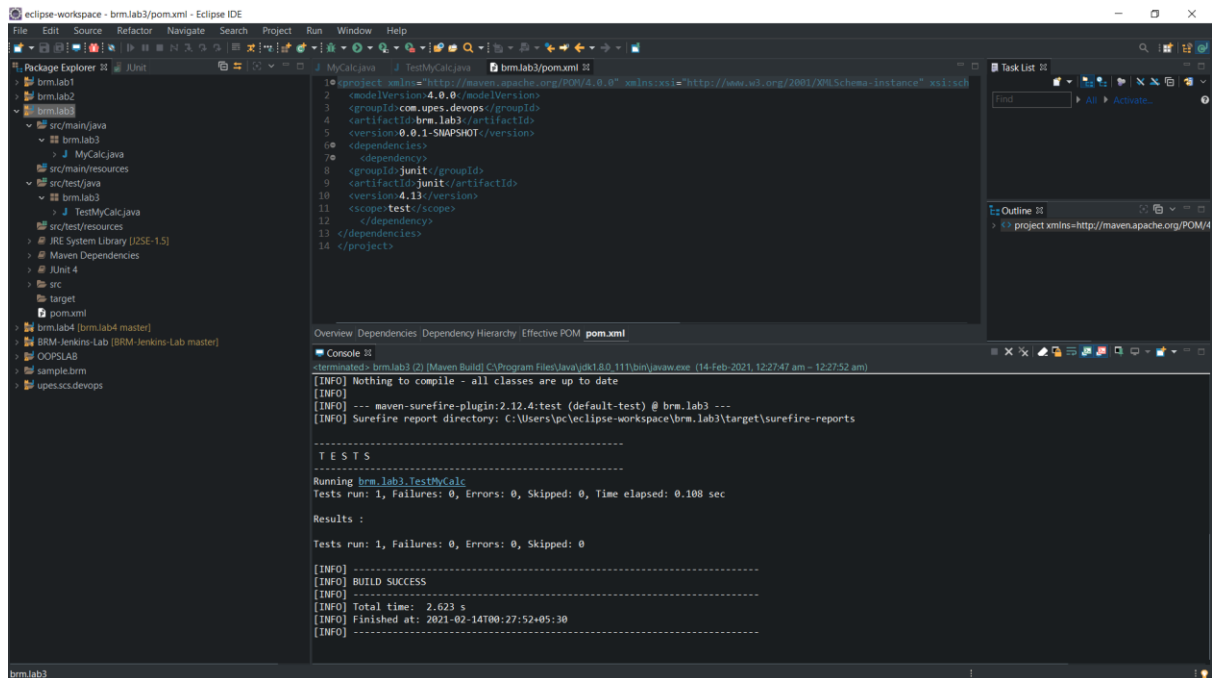 eclipse-workspace - brm.lab3/pom.xml - Eclipse IDE
File Edit Source Refactor Navigate Search Project Run Window Help
Package Explorer JUnit
brm.lab1
brm.lab2
brm.lab3
src/main/java
brm.lab3
MyCalc.java
src/main/resources
src/test/java
brm.lab3
TestMyCalc.java
src/test/resources
JRE System Library [J2SE-1.5]
Maven Dependencies
JUnit 4
src
target
pom.xml
brm.lab4 [brm.lab4 master]
BRM-Jenkins-Lab [BRM-Jenkins-Lab master]
OOPSLAB
sample.brm
upes.scs.devops
MyCalc.java TestMyCalc.java brm.lab3/pom.xml
1 <project xmlns="http://maven.apache.org/POM/4.0.0" xmlns:xsi="http://www.w3.org/2001/XMLSchema-instance" xsi:sch
2 <modelVersion>4.0.0</modelVersion>
3 <groupId>com.upes.devops</groupId>
4 <artifactId>brm.lab3</artifactId>
5 <version>0.0.1-SNAPSHOT</version>
6 <dependencies>
7 <dependency>
8 <groupId>junit</groupId>
9 <artifactId>junit</artifactId>
10 <version>4.13</version>
11 <scope>test</scope>
12 </dependency>
13 </dependencies>
14 </project>
Overview Dependencies Dependency Hierarchy Effective POM pom.xml
Task List
Find All Activate...
Outline
project xmlns=http://maven.apache.org/POM/4
Console
<terminated> brm.lab3 (2) [Maven Build] C:\Program Files\Java\jdk1.8.0_111\bin\javaw.exe (14-Feb-2021, 12:27:47 am – 12:27:52 am)
[INFO] Nothing to compile - all classes are up to date
[INFO]
[INFO] --- maven-surefire-plugin:2.12.4:test (default-test) @ brm.lab3 ---
[INFO] Surefire report directory: C:\Users\pc\eclipse-workspace\brm.lab3\target\surefire-reports
-------------------------------------------------------
T E S T S
-------------------------------------------------------
Running brm.lab3.TestMyCalc
Tests run: 1, Failures: 0, Errors: 0, Skipped: 0, Time elapsed: 0.108 sec
Results :
Tests run: 1, Failures: 0, Errors: 0, Skipped: 0
[INFO] ------------------------------------------------------------------------
[INFO] BUILD SUCCESS
[INFO] ------------------------------------------------------------------------
[INFO] Total time: 2.623 s
[INFO] Finished at: 2021-02-14T00:27:52+05:30
[INFO] ------------------------------------------------------------------------
brm.lab3